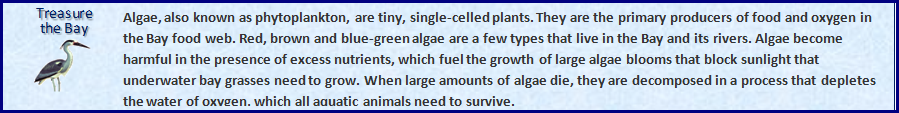 Treasure
the Bay
Algae, also known as phytoplankton, are tiny, single-celled plants. They are the primary producers of food and oxygen in
the Bay food web. Red, brown and blue-green algae are a few types that live in the Bay and its rivers. Algae become
harmful in the presence of excess nutrients, which fuel the growth of large algae blooms that block sunlight that
underwater bay grasses need to grow. When large amounts of algae die, they are decomposed in a process that depletes
the water of oxygen, which all aquatic animals need to survive.